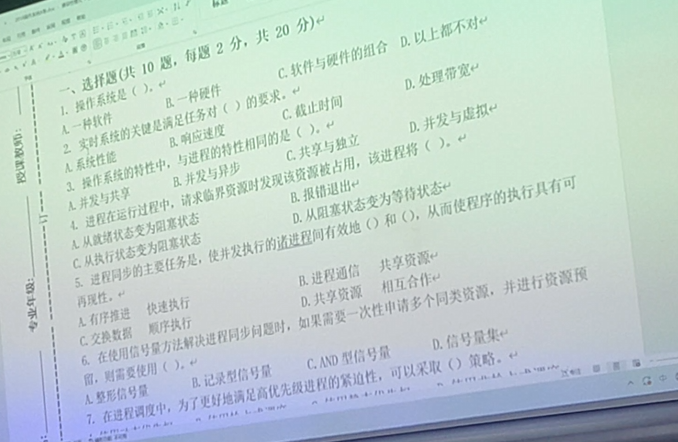 一、选择题(共 10 题，每题 2 分，共 20 分)
1. 操作系统是（ ）。
A.一种软件 B.一种硬件 C.软件与硬件的组合 D.以上都不对
2. 实时系统的关键是满足任务对（ ）的要求。
A.系统性能 B.响应速度 C.截止时间 D.处理带宽
3. 操作系统的特性中，与进程的特性相同的是（ ）。
A.并发与共享 B.并发与异步 C.共享与独立 D.并发与虚拟
4. 进程在运行过程中，请求临界资源时发现该资源被占用，该进程将（ ）。
A.从就绪状态变为阻塞状态 B.报错退出
C.从执行状态变为阻塞状态 D.从阻塞状态变为等待状态
5. 进程同步的主要任务是，使并发执行的诸进程间有效地（）和（），从而使程序的执行具有可
再现性。
A.有序推进 快速执行 B.进程通信 共享资源
C.交换数据 顺序执行 D.共享资源 相互合作
6. 在使用信号量方法解决进程同步问题时，如果需要一次性申请多个同类资源，并进行资源预
留，则需要使用（ ）。
A.整形信号量 B.记录型信号量 C.AND 型信号量 D.信号量集
7. 在进程调度中，为了更好地满足高优先级进程的紧迫性，可以采取（）策略。
授课教师：
专业年级：
订